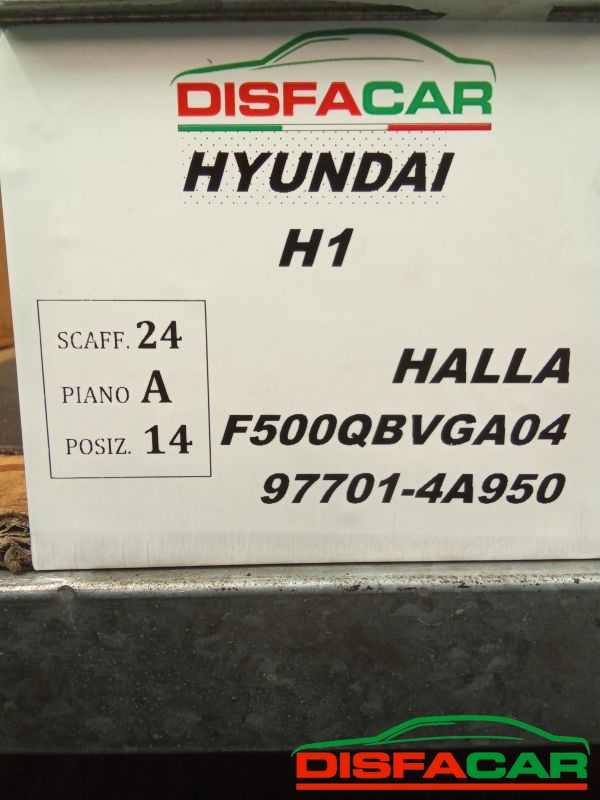 DISFACAR
HYUNDAI
H1
SCAFF. 24
PIANO A
POSIZ. 14
HALLA
F500QBVGA04
97701-4A950
DISFACAR